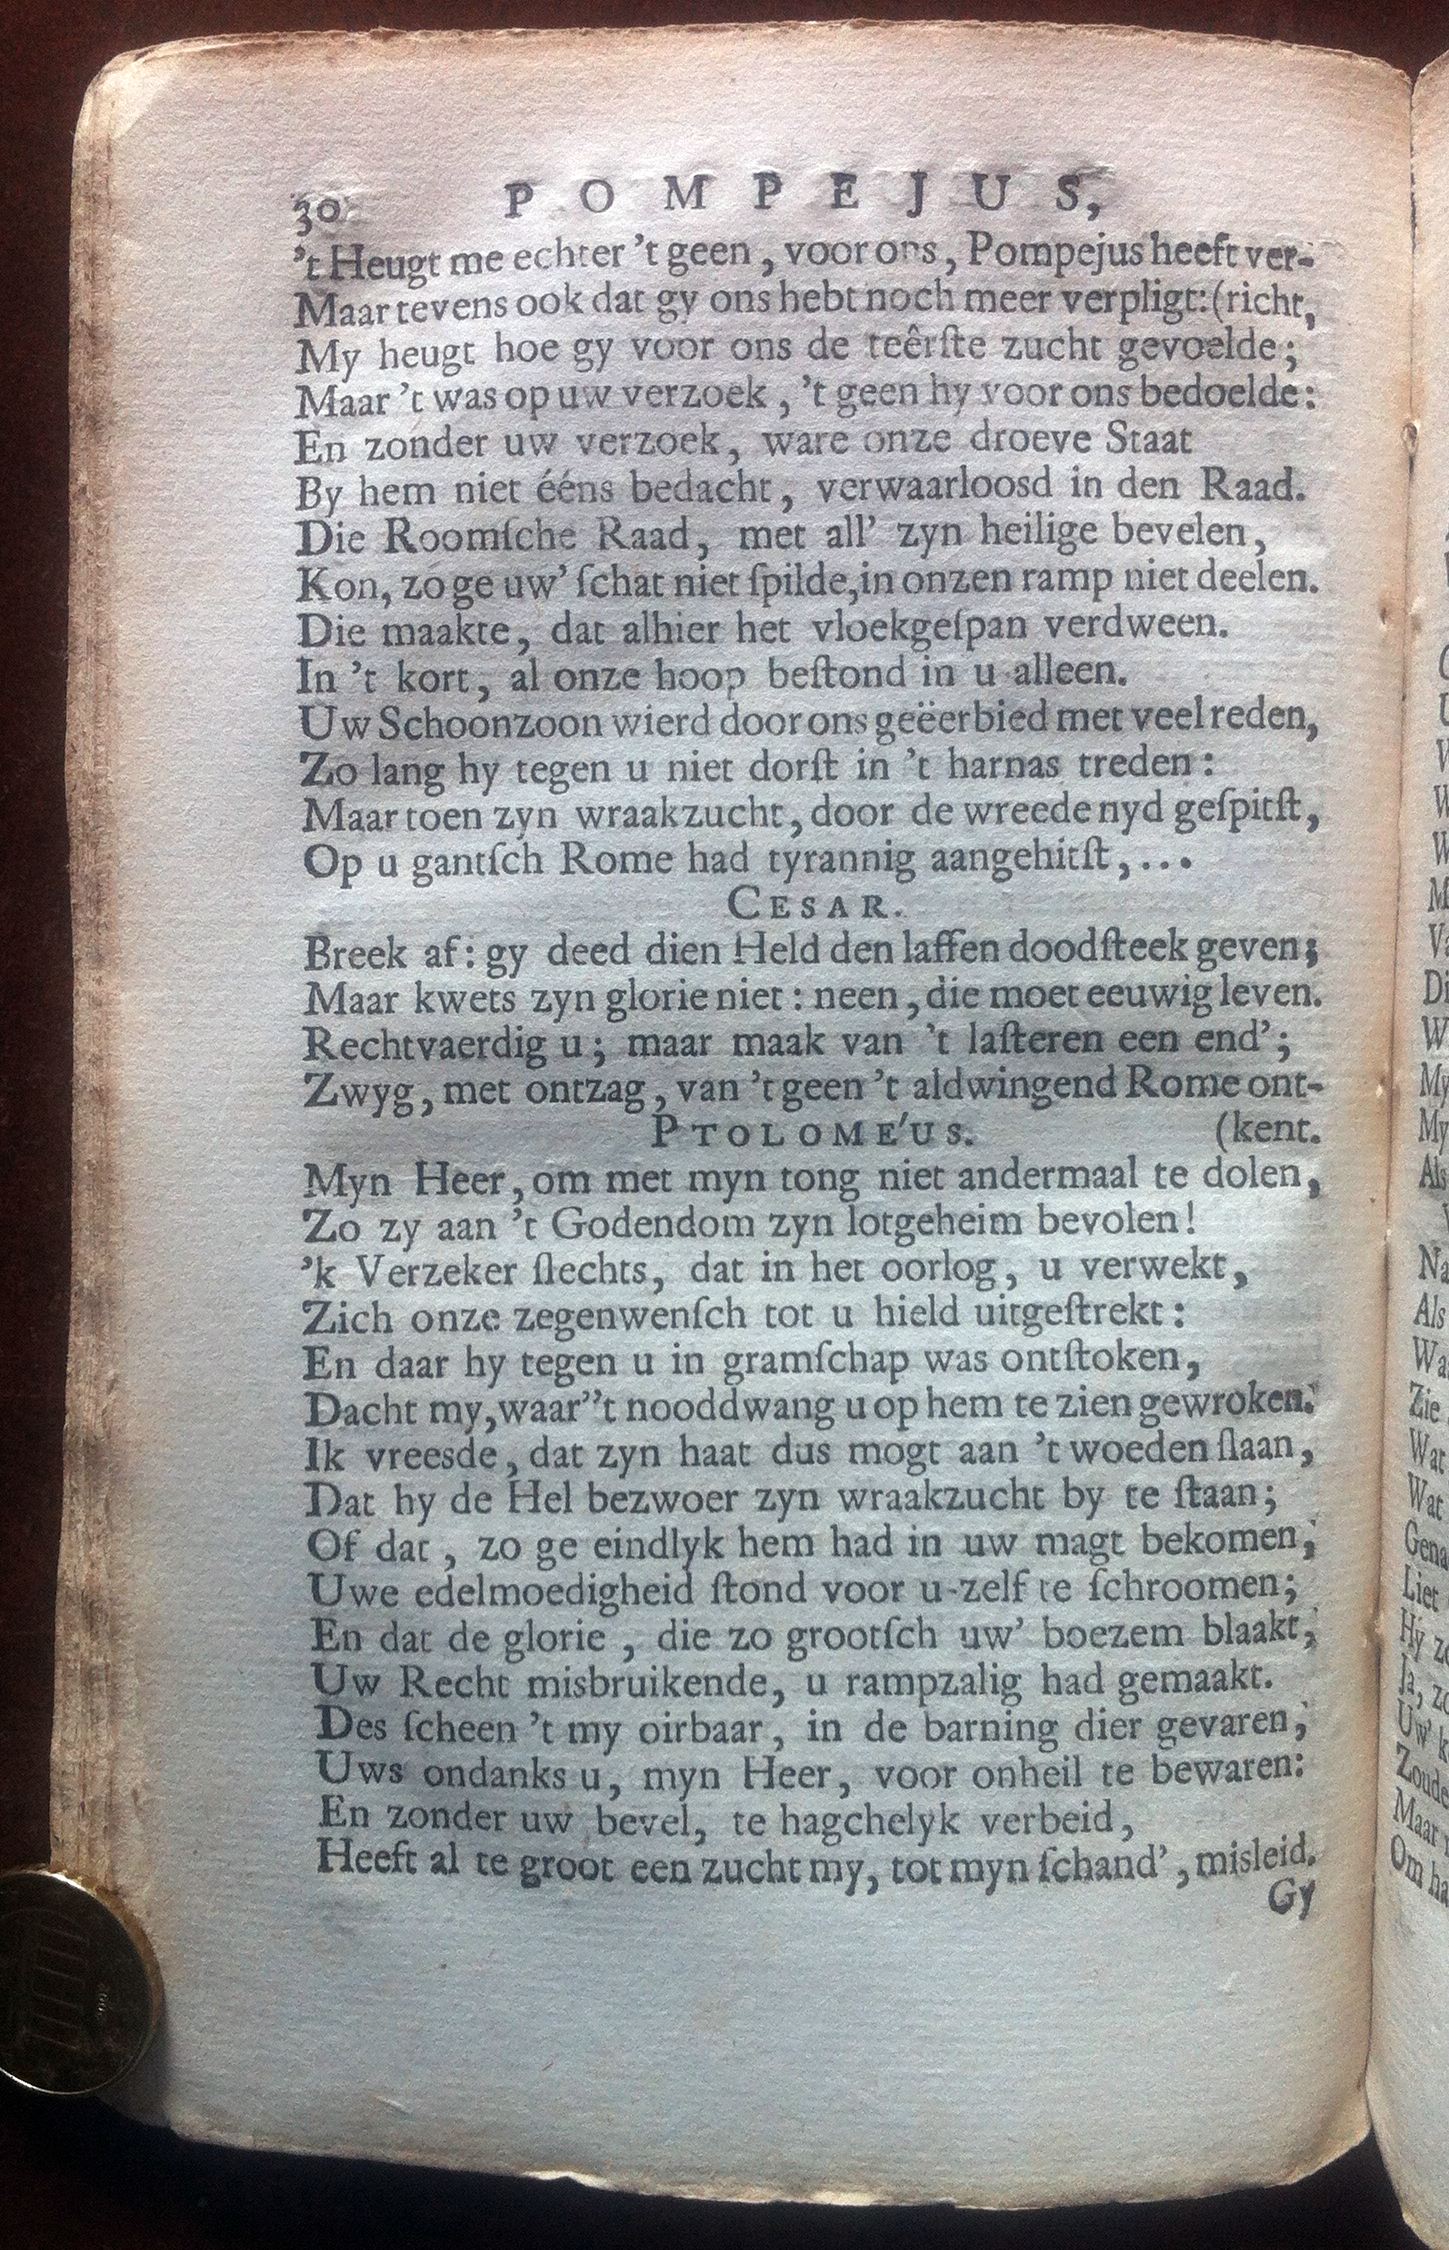 30 POMPEJUS,
't Heugt me echter 't geen, voor ons, Pompejus heeft ver-
Maar tevens ook dat gy ons hebt noch meer verpligt: (richt,
My heugt hoe gy voor ons de teêrſte zucht gevoelde;
Maar 't was op uw verzoek, 't geen hy voor ons bedoelde:
En zonder uw verzoek, ware onze droeve Staat
By hem niet ééns bedacht, verwaarloosd in den Raad.
Die Roomſche Raad, met all' zyn heilige bevelen,
Kon, zo ge uw' ſchat niet ſpilde, in onzen ramp niet deelen.
Die maakte, dat alhier het vloekgeſpan verdween.
In 't kort, al onze hoop beſtond in u alleen.
Uw Schoonzoon wierd door ons geëerbied met veel reden,
Zo lang hy tegen u niet dorſt in 't harnas treden:
Maar toen zyn wraakzucht, door de wreede nyd geſpitſt,
Op u gantſch Rome had tyrannig aangehitſt,...
CESAR.
Breek af: gy deed dien Held den laffen doodſteek geven;
Maar kwets zyn glorie niet: neen, die moet eeuwig leven.
Rechtvaerdig u; maar maak van 't laſteren een end';
Zwyg, met ontzag, van 't geen 't aldwingend Rome ont-
PTOLOME'US. (kent.
Myn Heer, om met myn tong niet andermaal te dolen,
Zo zy aan 't Godendom zyn lotgeheim bevolen!
'k Verzeker ſlechts, dat in het oorlog, u verwekt,
Zich onze zegenwenſch tot u hield uitgeſtrekt:
En daar hy tegen u in gramſchap was ontſtoken,
Dacht my, waar''t nooddwang u op hem te zien gewroken.
Ik vreesde, dat zyn haat dus mogt aan 't woeden ſlaan,
Dat hy de Hel bezwoer zyn wraakzucht by te ſtaan;
Of dat, zo ge eindlyk hem had in uw magt bekomen,
Uwe edelmoedigheid ſtond voor u-zelf te ſchroomen;
En dat de glorie, die zo grootſch uw' boezem blaakt,
Uw Recht misbruikende, u rampzalig had gemaakt.
Des ſcheen 't my oirbaar, in de barning dier gevaren,
Uws ondanks u, myn Heer, voor onheil te bewaren:
En zonder uw bevel, te hagchelyk verbeid,
Heeft al te groot een zucht my, tot myn ſchand', misleid.
Gy